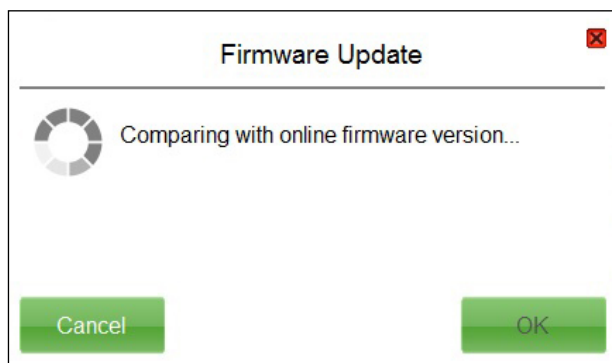 Firmware Update
Comparing with online firmware version...
Cancel
OK